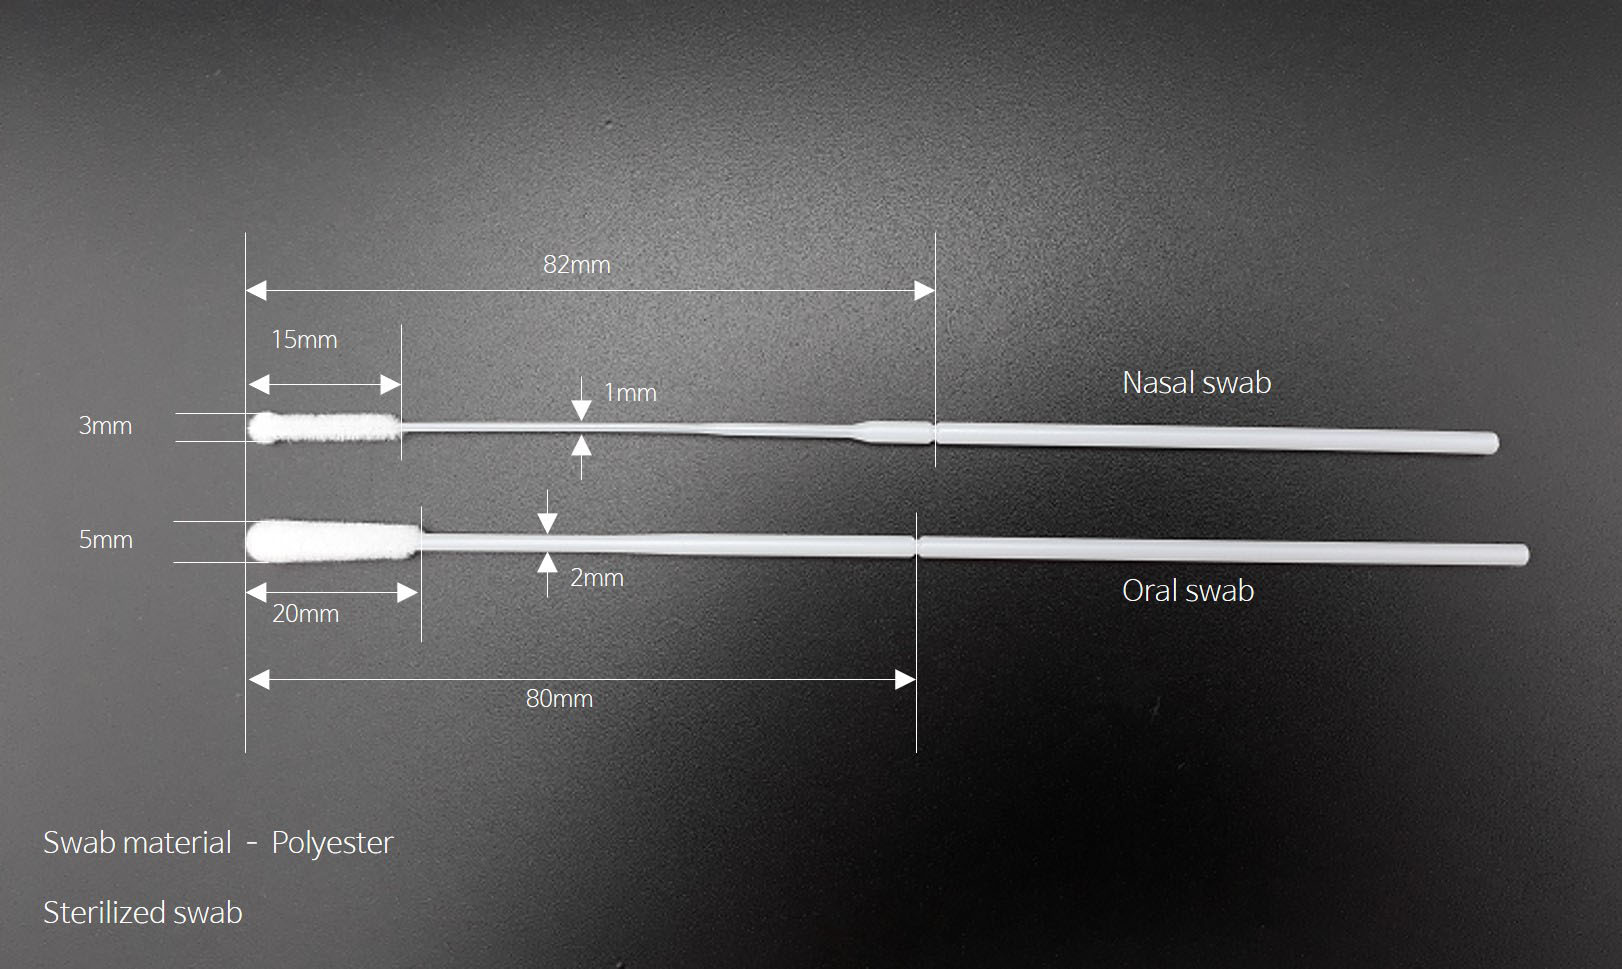 82mm
15mm
1mm
Nasal swab
3mm
5mm
2mm
Oral swab
20mm
80mm
Swab material - Polyester
Sterilized swab